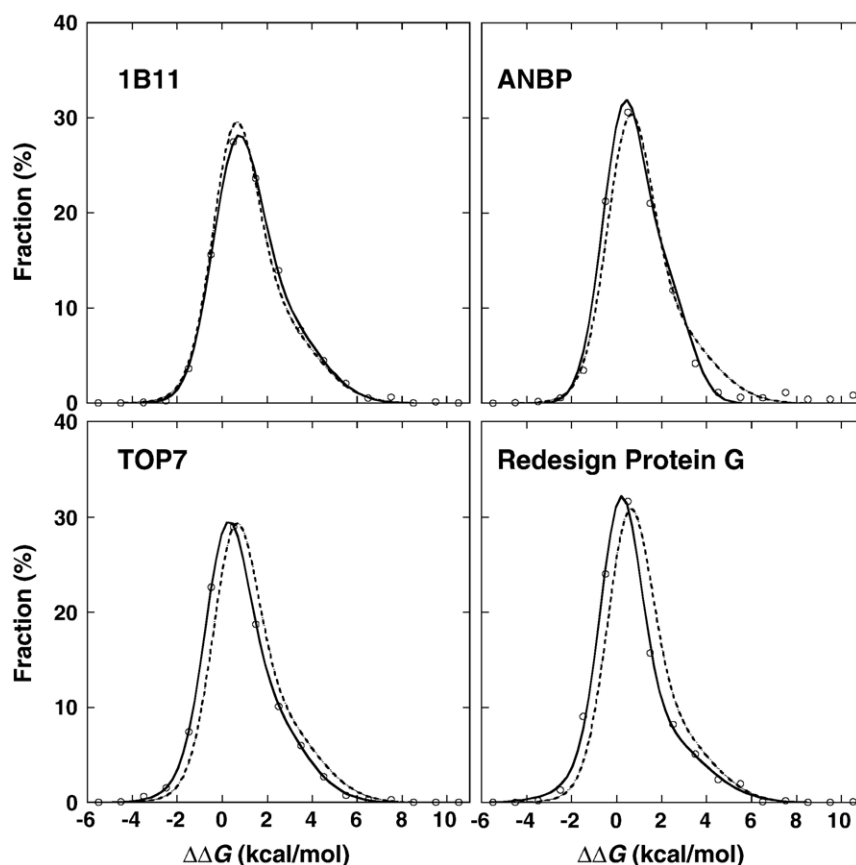 40
1B11
ANBP
30
Fraction (%)
20
10
0
40
TOP7
Redesign Protein G
30
Fraction (%)
20
10
0
-6 -4 -2 0 2 4 6 8 10 -6 -4 -2 0 2 4 6 8 10
ΔΔG (kcal/mol) ΔΔG (kcal/mol)